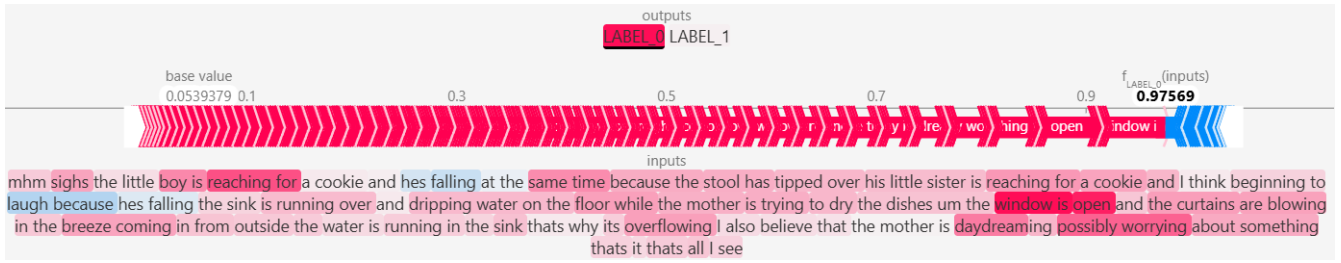 outputs
LABEL_0 LABEL_1
base value
f LABEL_0 (inputs)
0.0539379 0.1 0.3 0.5 0.7 0.9 0.97569
open window i
inputs
mhm sighs the little boy is reaching for a cookie and hes falling at the same time because the stool has tipped over his little sister is reaching for a cookie and I think beginning to
laugh because hes falling the sink is running over and dripping water on the floor while the mother is trying to dry the dishes um the window is open and the curtains are blowing
in the breeze coming in from outside the water is running in the sink thats why its overflowing I also believe that the mother is daydreaming possibly worrying about something
thats it thats all I see